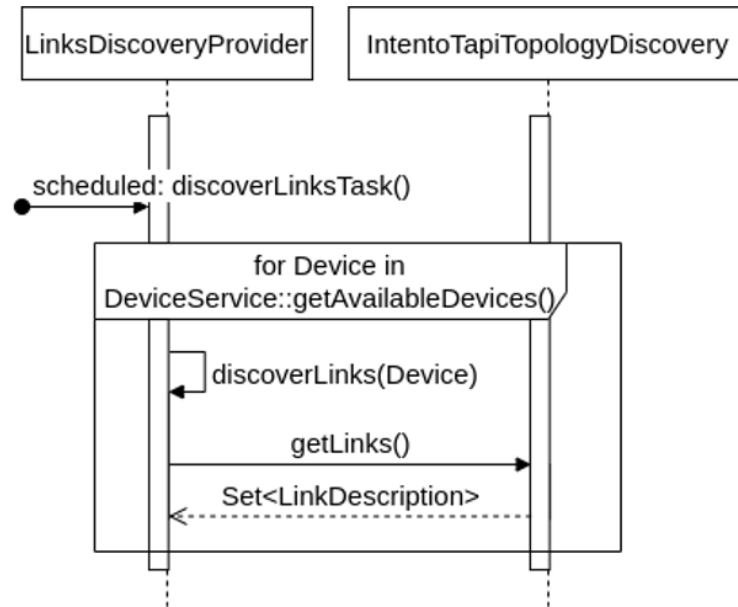 LinksDiscoveryProvider
IntentoTapiTopologyDiscovery
scheduled: discoverLinksTask()
for Device in
DeviceService::getAvailableDevices()
discoverLinks(Device)
getLinks()
Set<LinkDescription>